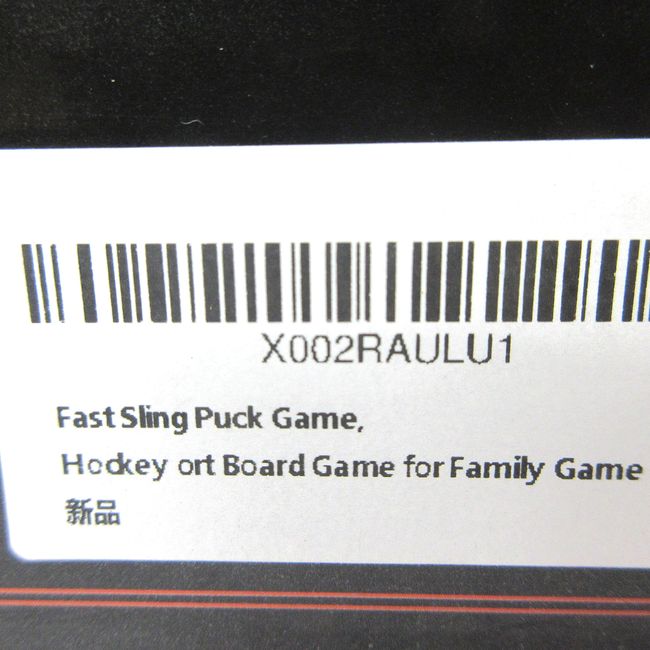 X002RAULU1
Fast Sling Puck Game,
Hockey ort Board Game for Family Game
新品